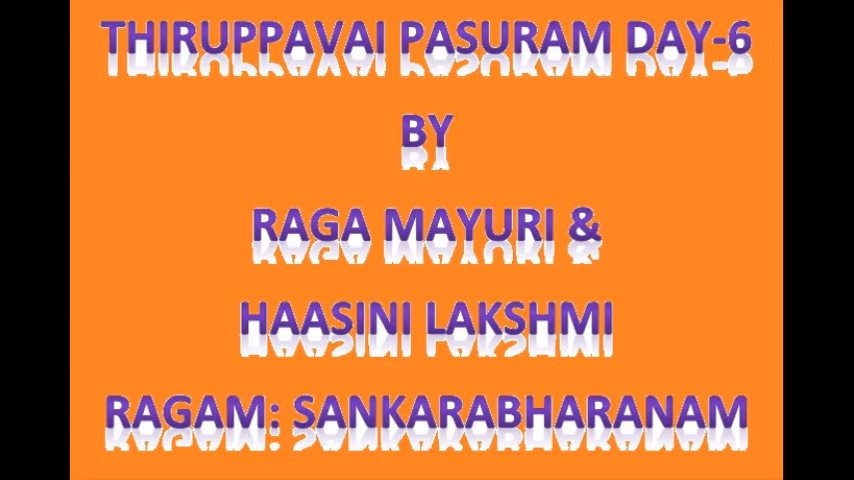 THIRUPPAVAI PASURAM DAY-6
BY
RAGA MAYURI &
HAASINI LAKSHMI
RAGAM: SANKARABHARANAM